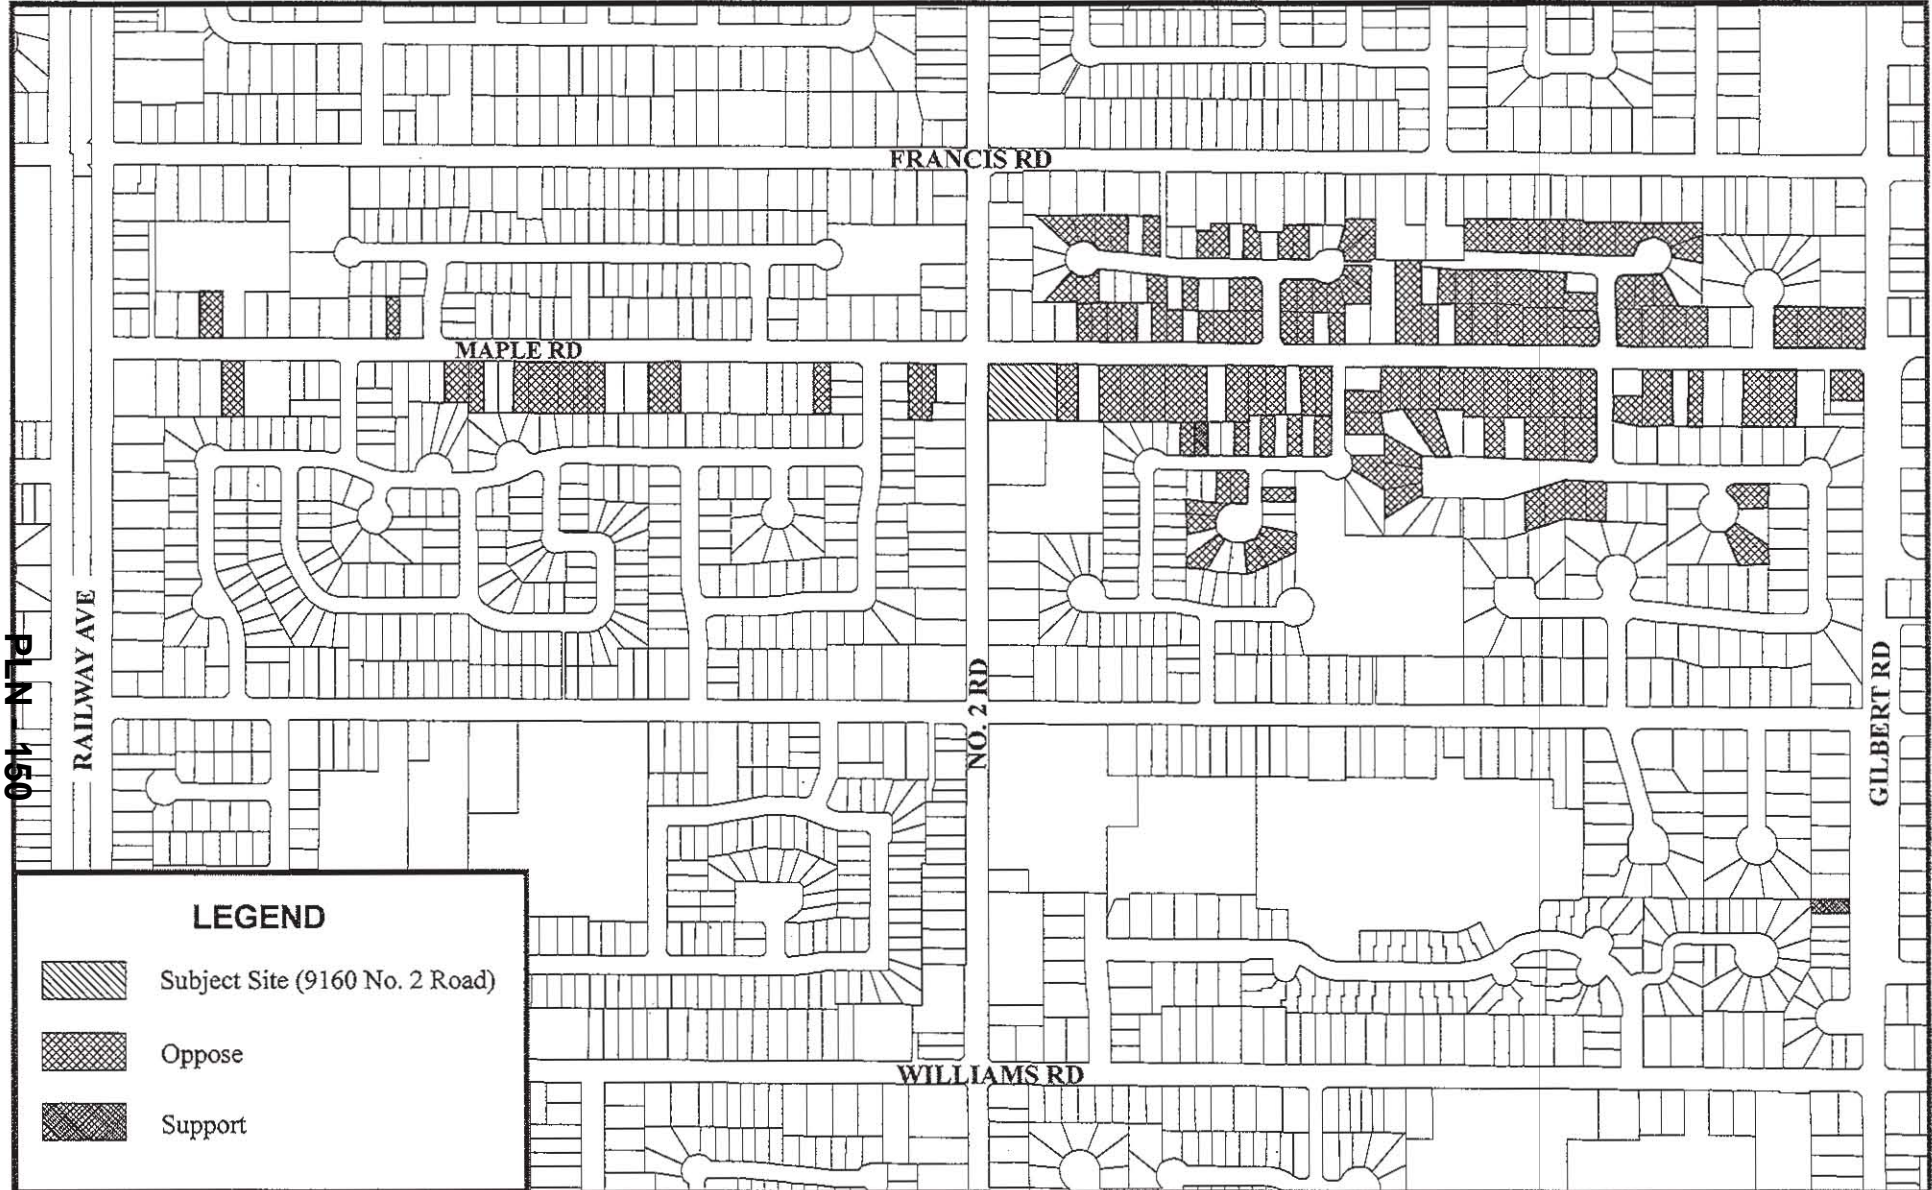 FRANCIS RD
MAPLE RD
RAILWAY AVE
NO. 2 RD
GILBERT RD
WILLIAMS RD
PLN - 150
LEGEND
Subject Site (9160 No. 2 Road)
Oppose
Support